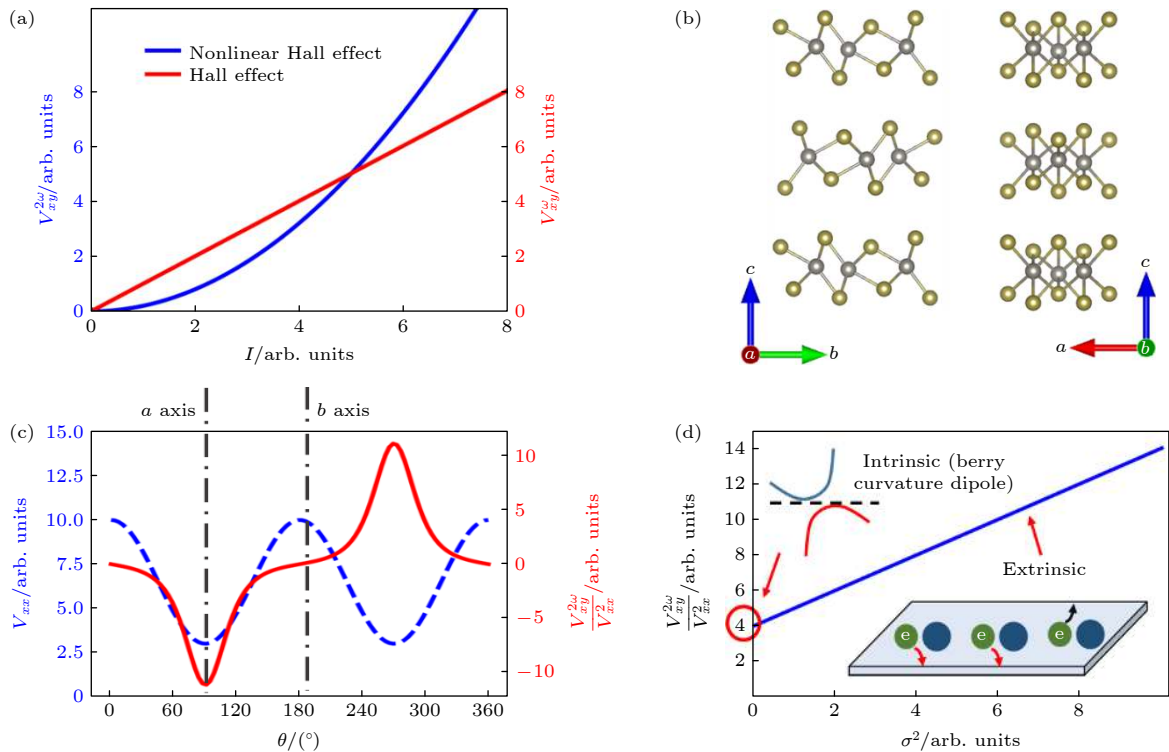 (a)
Nonlinear Hall effect
Hall effect
8
6
4
2
0
V_{xy}^{2ω}/arb. units
8
6
4
2
0
V_{xy}^{ω}/arb. units
0 2 4 6 8
I/arb. units
(b)
c
a
b
c
a
b
(c)
a axis
b axis
15.0
12.5
10.0
7.5
5.0
2.5
0
V_{xx}/arb. units
10
5
0
−5
−10
V_{xy}^{2ω}/V_{xx}^{2}/arb. units
0 60 120 180 240 300 360
θ/(°)
(d)
14
12
10
8
6
4
2
V_{xy}^{2ω}/V_{xx}^{2}/arb. units
Intrinsic (berry
curvature dipole)
Extrinsic
e
e
e
0 2 4 6 8
σ²/arb. units